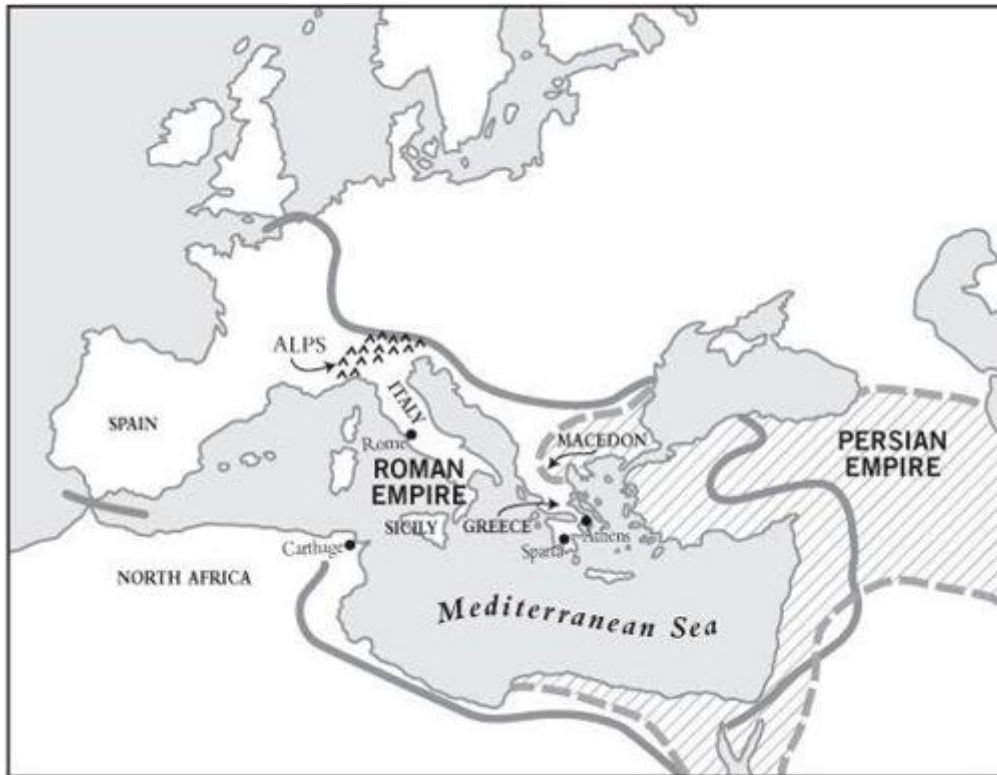 ALPS
SPAIN
ITALY
Rome
ROMAN
EMPIRE
MACEDON
PERSIAN
EMPIRE
SICILY
GREECE
Athens
Sparta
Carthage
NORTH AFRICA
Mediterranean Sea